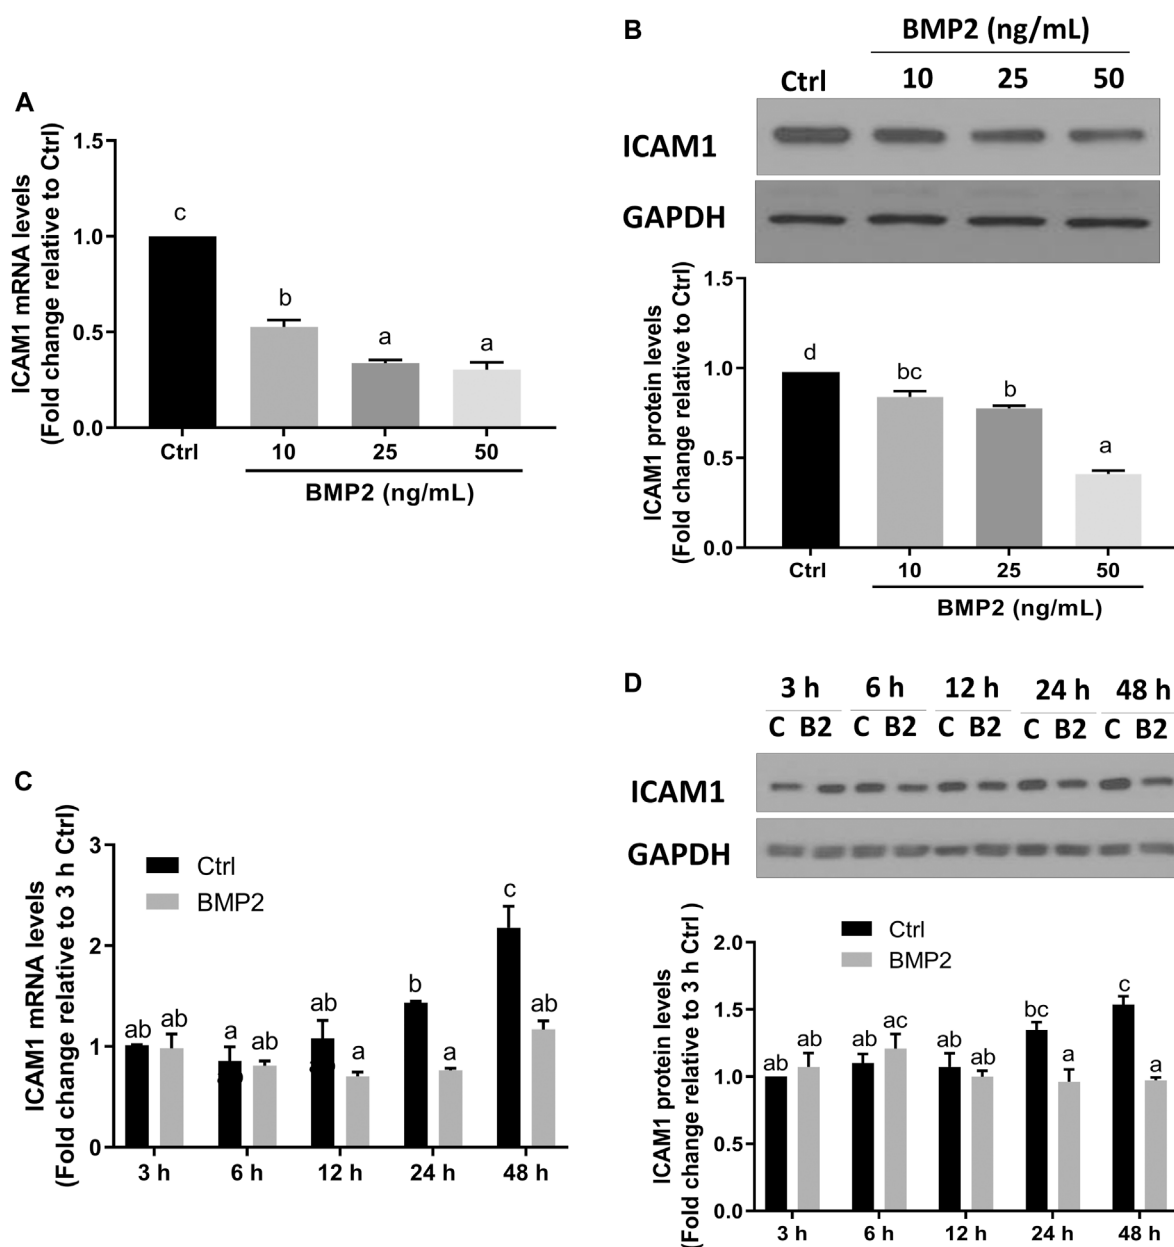 A
ICAM1 mRNA levels
(Fold change relative to Ctrl)
1.5
1.0
0.5
0.0
c
b
a
a
Ctrl
10
25
50
BMP2 (ng/mL)
B
BMP2 (ng/mL)
Ctrl
10
25
50
ICAM1
GAPDH
ICAM1 protein levels
(Fold change relative to Ctrl)
1.5
1.0
0.5
0.0
d
bc
b
a
Ctrl
10
25
50
BMP2 (ng/mL)
C
ICAM1 mRNA levels
(Fold change relative to 3 h Ctrl)
3
2
1
0
Ctrl
BMP2
ab
ab
a
ab
a
b
a
c
ab
3 h
6 h
12 h
24 h
48 h
D
3 h
6 h
12 h
24 h
48 h
C B2 C B2 C B2 C B2 C B2
ICAM1
GAPDH
ICAM1 protein levels
(Fold change relative to 3 h Ctrl )
2.0
1.5
1.0
0.5
0.0
Ctrl
BMP2
ab
ab
ab
ac
ab
ab
bc
a
c
a
3 h
6 h
12 h
24 h
48 h